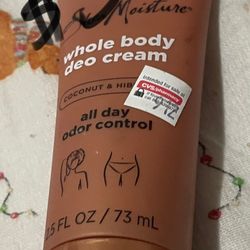 Moisture
whole body
deo cream
COCONUT & HI
all day
odor control
Intended for sale at
CVS pharmacy
.5 FL OZ / 73 mL